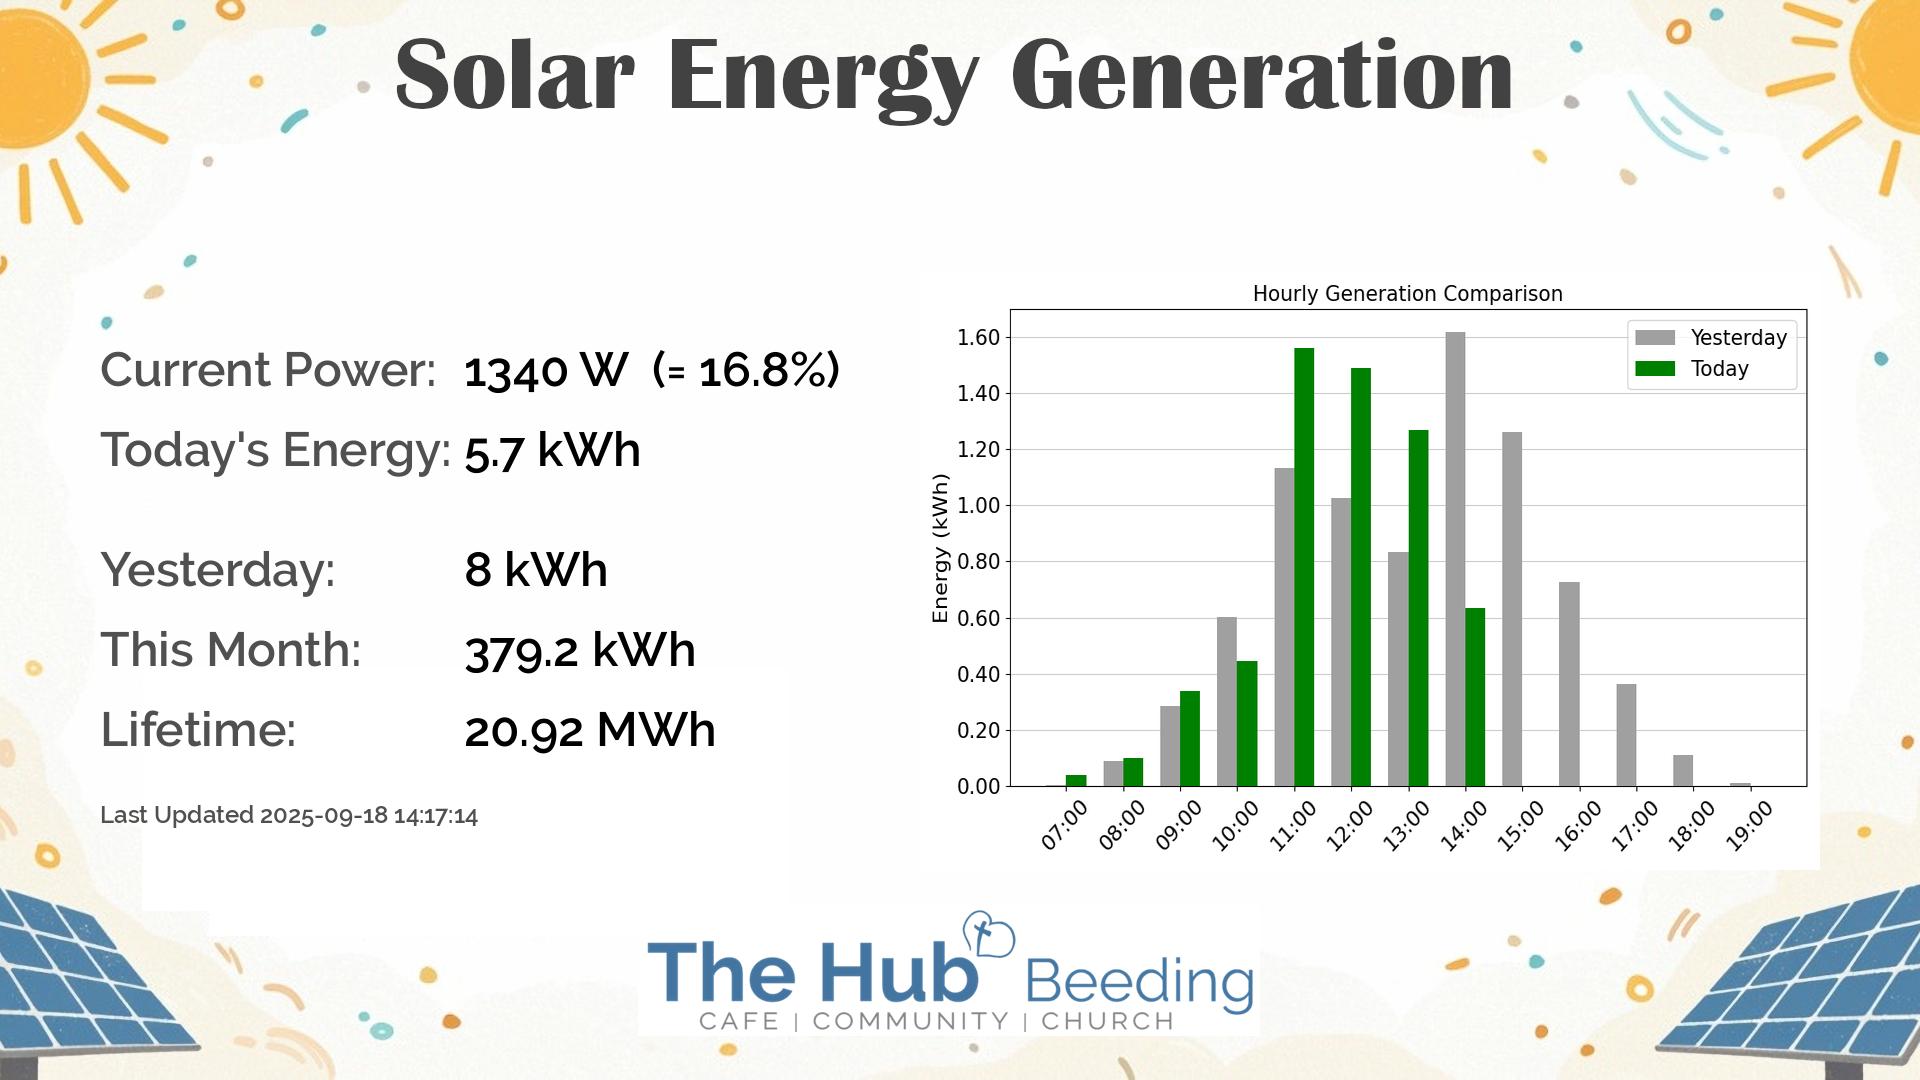 Solar Energy Generation
Current Power: 1340 W (= 16.8%)
Today's Energy: 5.7 kWh
Yesterday: 8 kWh
This Month: 379.2 kWh
Lifetime: 20.92 MWh
Last Updated 2025-09-18 14:17:14
Hourly Generation Comparison
Yesterday
Today
Energy (kWh)
1.60
1.40
1.20
1.00
0.80
0.60
0.40
0.20
0.00
07:00 08:00 09:00 10:00 11:00 12:00 13:00 14:00 15:00 16:00 17:00 18:00 19:00
The Hub Beeding
CAFE | COMMUNITY | CHURCH